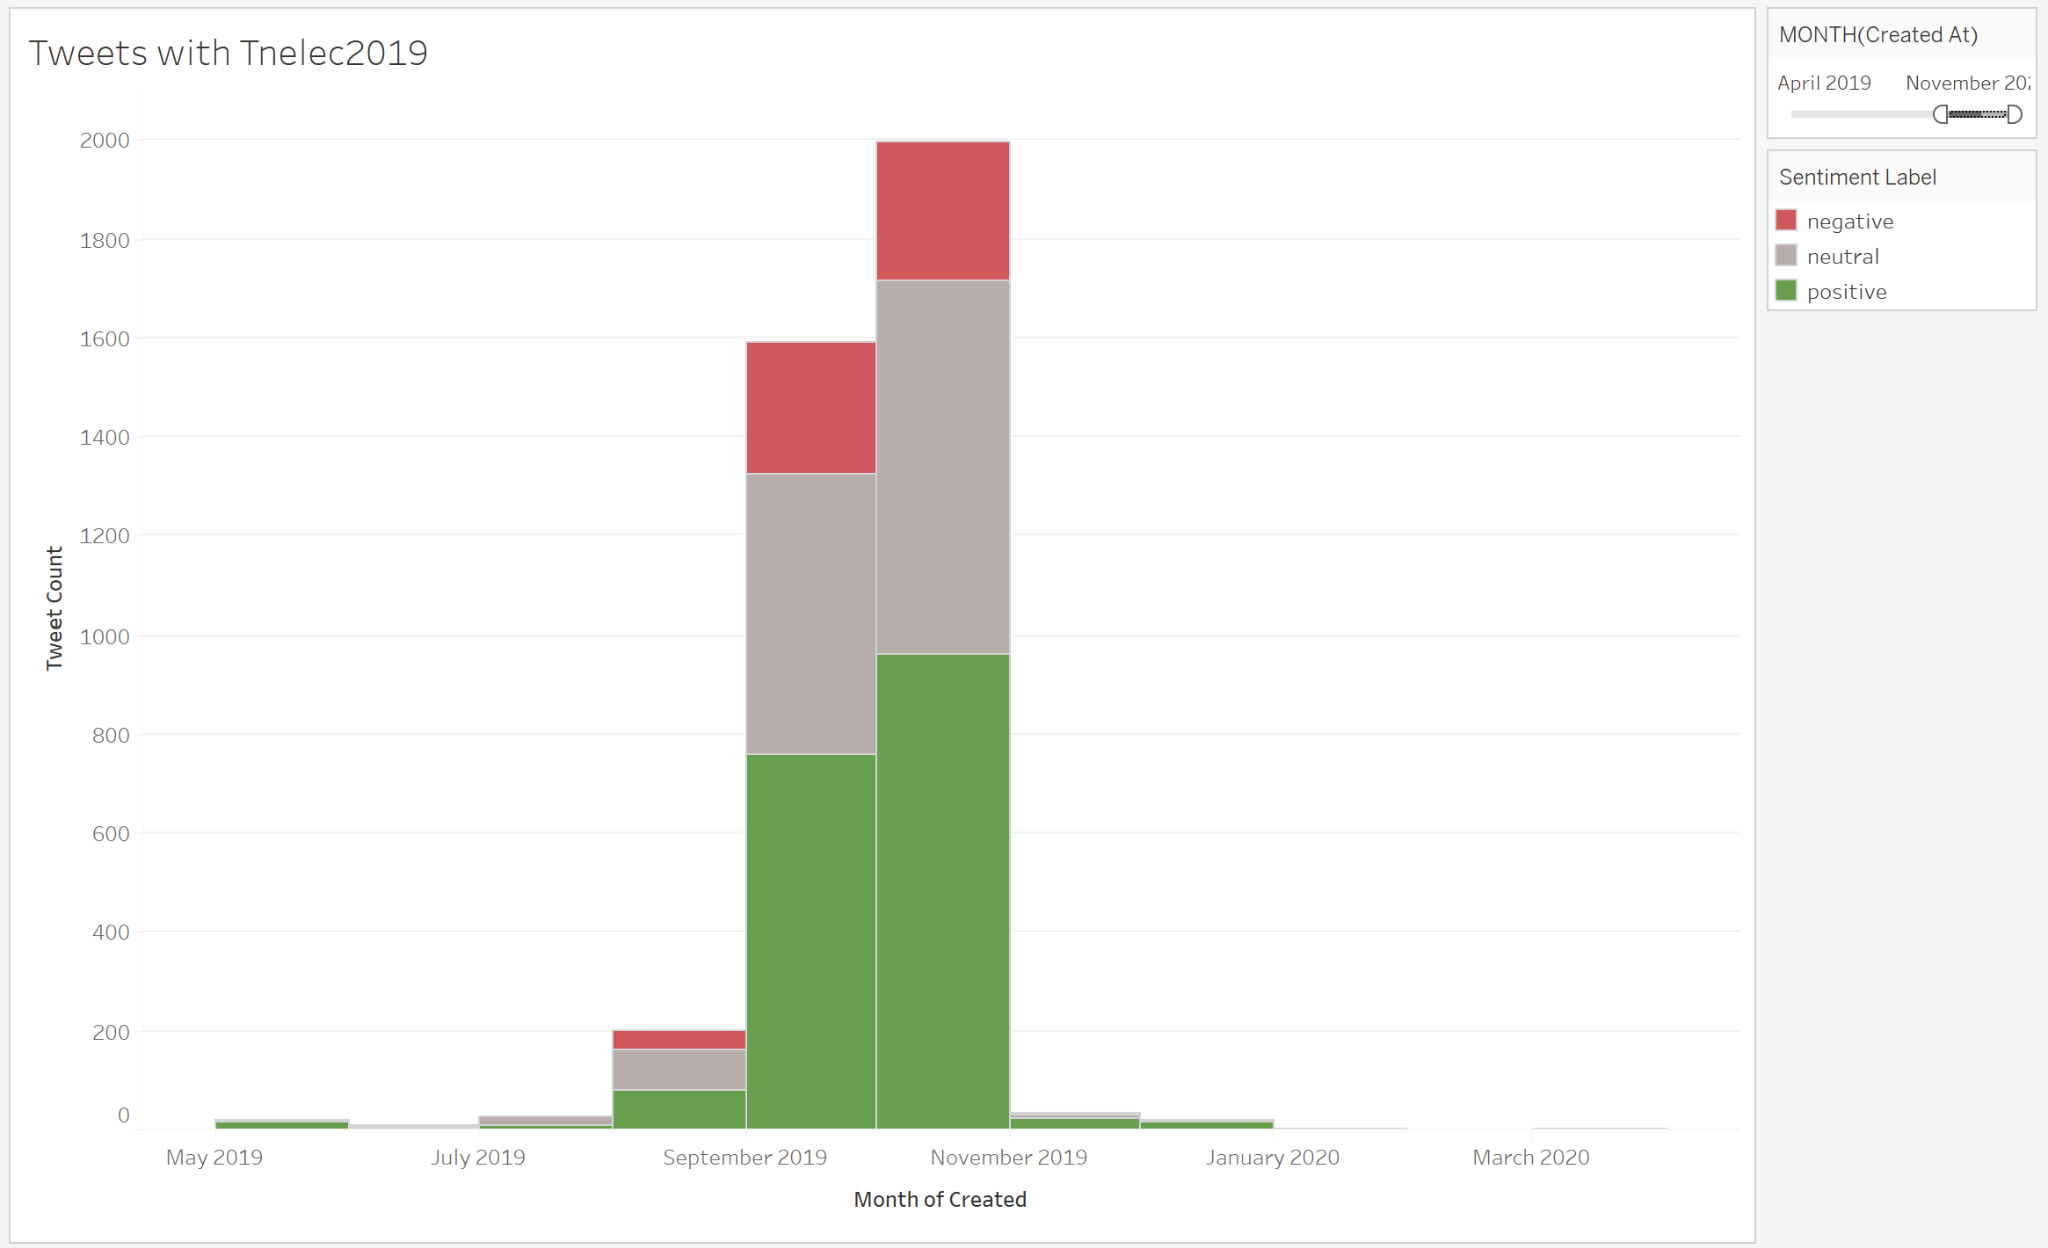 Tweets with Tnelec2019
2000
1800
1600
1400
1200
1000
800
600
400
200
0
Tweet Count
May 2019
July 2019
September 2019
November 2019
January 2020
March 2020
Month of Created
MONTH(Created At)
April 2019
November 202
Sentiment Label
negative
neutral
positive